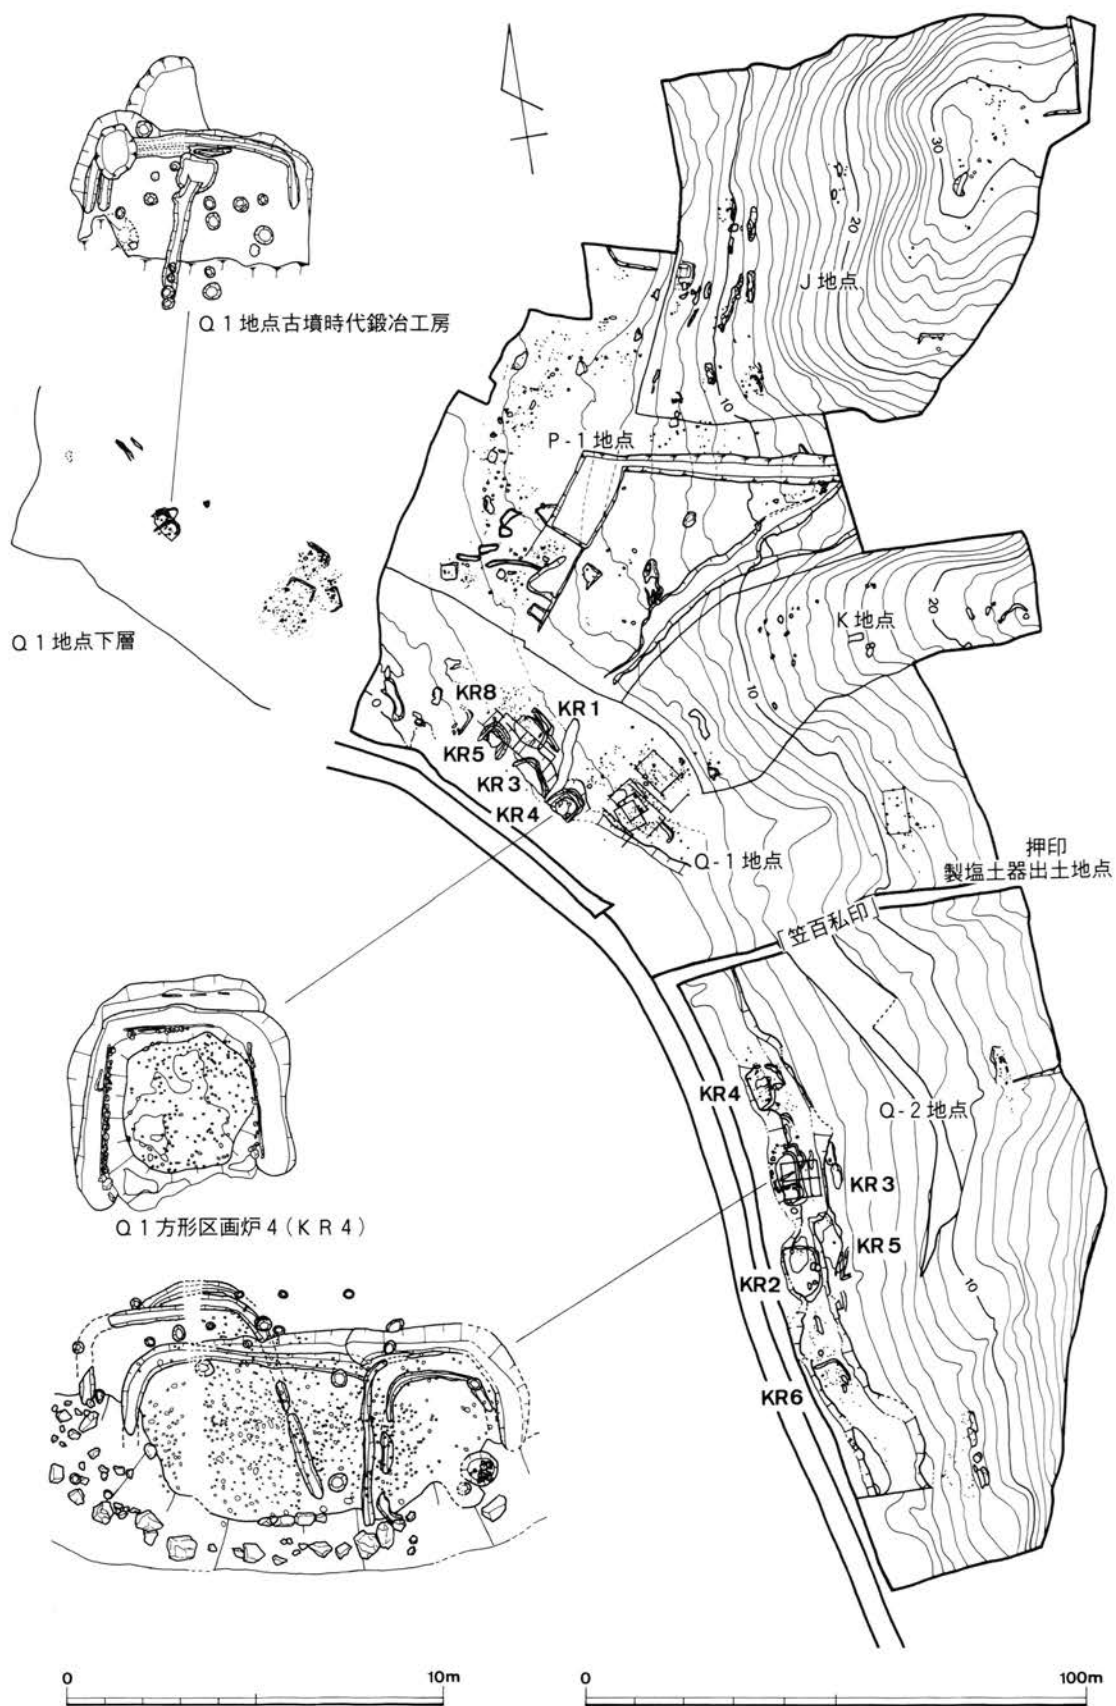 Q1地点古墳時代鍛冶工房
30
20
J地点
10
P-1地点
K地点
20
10
Q1地点下層
KR8
KR1
KR5
KR3
KR4
Q-1地点
押印
製塩土器出土地点
[笠百私印]
KR4
Q-2地点
KR3
KR5
KR2
10
KR6
Q1方形区画炉4(KR4)
0 10m
0 100m